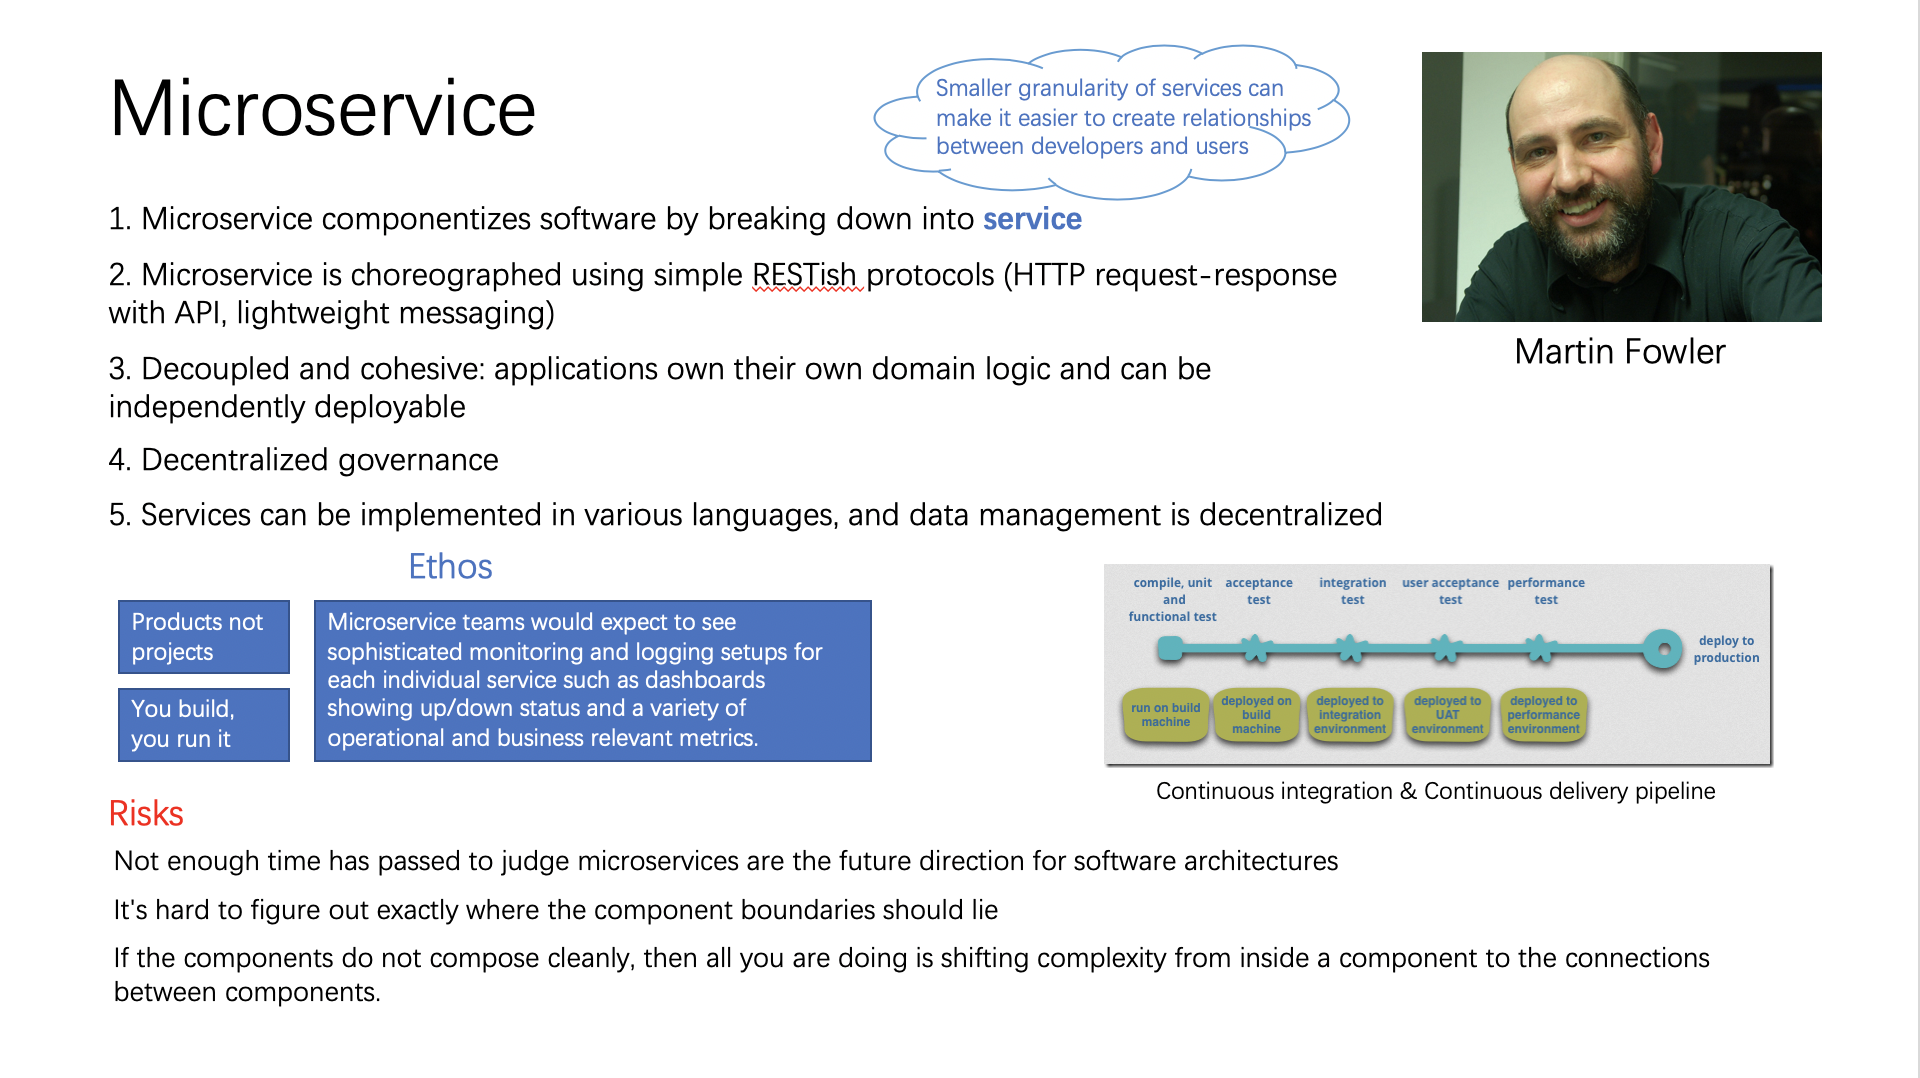 Microservice
Smaller granularity of services can
make it easier to create relationships
between developers and users
Martin Fowler
1. Microservice componentizes software by breaking down into service
2. Microservice is choreographed using simple RESTish protocols (HTTP request-response
with API, lightweight messaging)
3. Decoupled and cohesive: applications own their own domain logic and can be
independently deployable
4. Decentralized governance
5. Services can be implemented in various languages, and data management is decentralized
Ethos
Products not
projects
You build,
you run it
Microservice teams would expect to see
sophisticated monitoring and logging setups for
each individual service such as dashboards
showing up/down status and a variety of
operational and business relevant metrics.
compile, unit
and
functional test
acceptance
test
integration
test
user acceptance
test
performance
test
deploy to
production
run on build
machine
deployed on
build
machine
deployed to
integration
environment
deployed to
UAT
environment
deployed to
performance
environment
Continuous integration & Continuous delivery pipeline
Risks
Not enough time has passed to judge microservices are the future direction for software architectures
It's hard to figure out exactly where the component boundaries should lie
If the components do not compose cleanly, then all you are doing is shifting complexity from inside a component to the connections
between components.